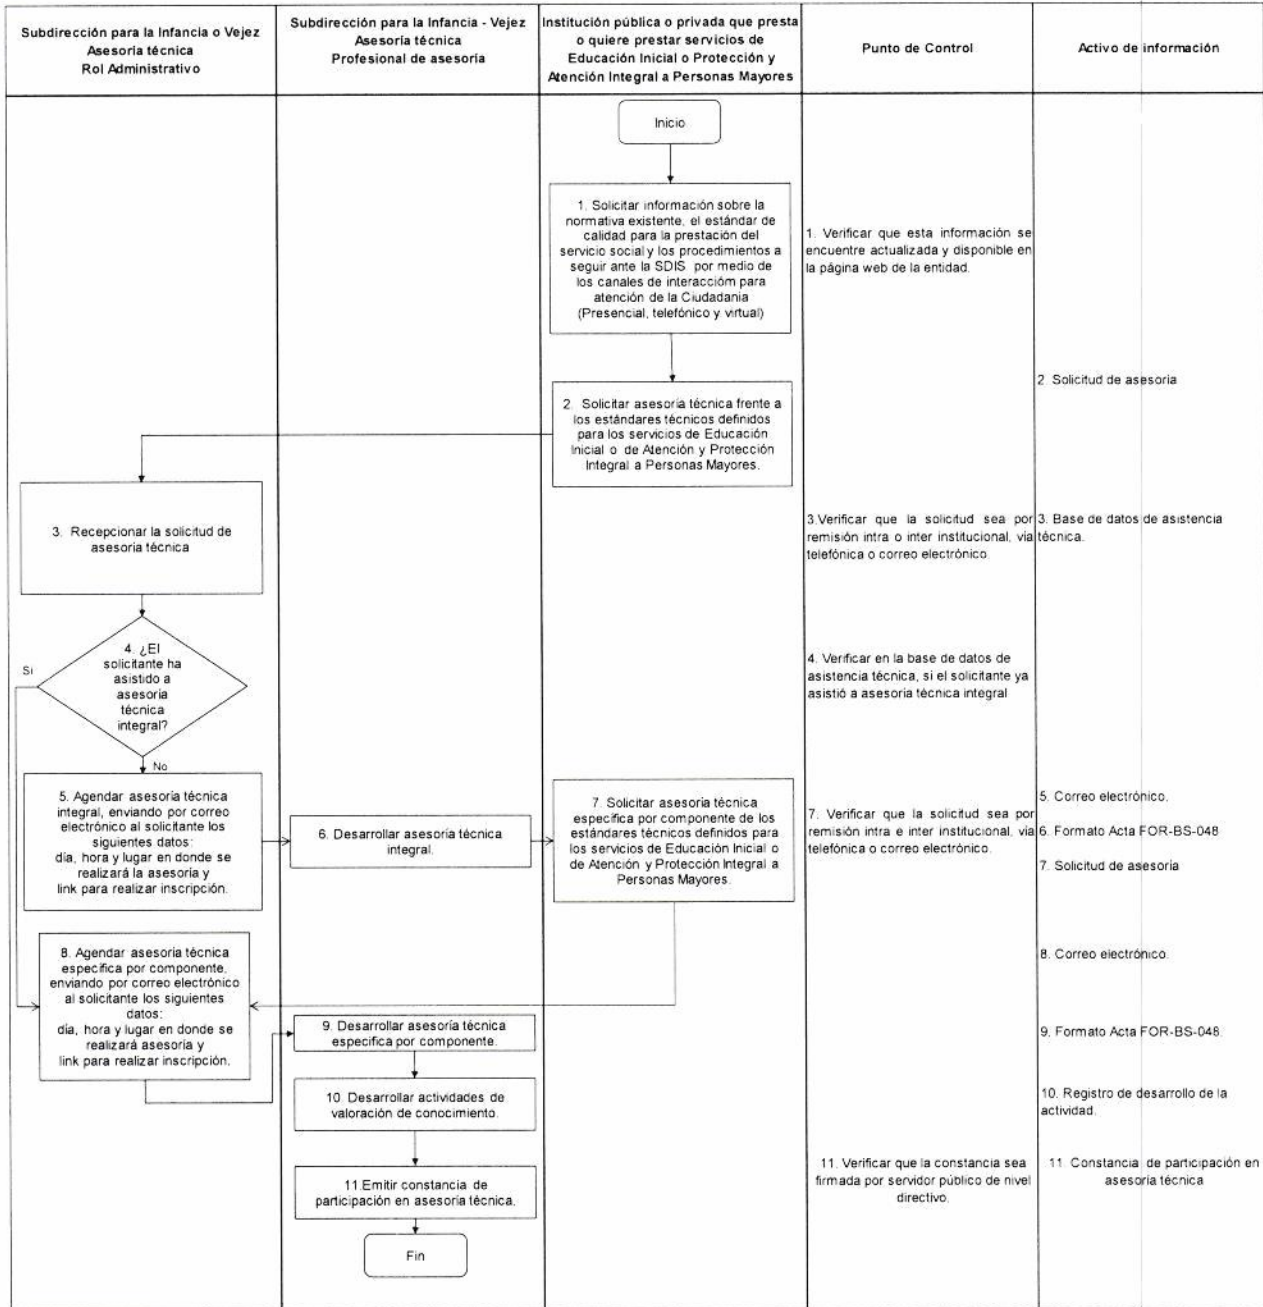 Subdirección para la Infancia o Vejez
Asesoría técnica
Rol Administrativo
Subdirección para la Infancia - Vejez
Asesoría técnica
Profesional de asesoría
Institución pública o privada que presta
o quiere prestar servicios de
Educación Inicial o Protección y
Atención Integral a Personas Mayores
Punto de Control
Activo de información
Inicio
1. Solicitar información sobre la
normativa existente, el estándar de
calidad para la prestación del
servicio social y los procedimientos a
seguir ante la SDIS por medio de
los canales de interaccióm para
atención de la Ciudadania
(Presencial, telefónico y virtual)
1. Verificar que esta información se
encuentre actualizada y disponible en
la página web de la entidad.
2. Solicitar asesoría técnica frente a
los estándares técnicos definidos
para los servicios de Educación
Inicial o de Atención y Protección
Integral a Personas Mayores.
2. Solicitud de asesoria
3. Recepcionar la solicitud de
asesoría técnica
3.Verificar que la solicitud sea por
remisión intra o inter institucional, vía
telefónica o correo electrónico.
3. Base de datos de asistencia
técnica.
4. ¿El
solicitante ha
asistido a
asesoría
técnica
integral?
Si
No
4. Verificar en la base de datos de
asistencia técnica, si el solicitante ya
asistió a asesoría técnica integral
5. Agendar asesoría técnica
integral, enviando por correo
electrónico al solicitante los
siguientes datos:
día, hora y lugar en donde se
realizará la asesoría y
link para realizar inscripción.
6. Desarrollar asesoría técnica
integral.
7. Solicitar asesoría técnica
específica por componente de los
estándares técnicos definidos para
los servicios de Educación Inicial o
de Atención y Protección Integral a
Personas Mayores.
7. Verificar que la solicitud sea por
remisión intra e inter institucional, vía
telefónica o correo electrónico.
5. Correo electrónico.
6. Formato Acta FOR-BS-048
7. Solicitud de asesoría
8. Agendar asesoría técnica
específica por componente,
enviando por correo electrónico
al solicitante los siguientes
datos:
día, hora y lugar en donde se
realizará asesoría y
link para realizar inscripción.
8. Correo electrónico.
9. Desarrollar asesoría técnica
especifica por componente.
9. Formato Acta FOR-BS-048.
10. Desarrollar actividades de
valoración de conocimiento.
10. Registro de desarrollo de la
actividad.
11.Emitir constancia de
participación en asesoría técnica.
11. Verificar que la constancia sea
firmada por servidor público de nivel
directivo.
11. Constancia de participación en
asesoría técnica
Fin